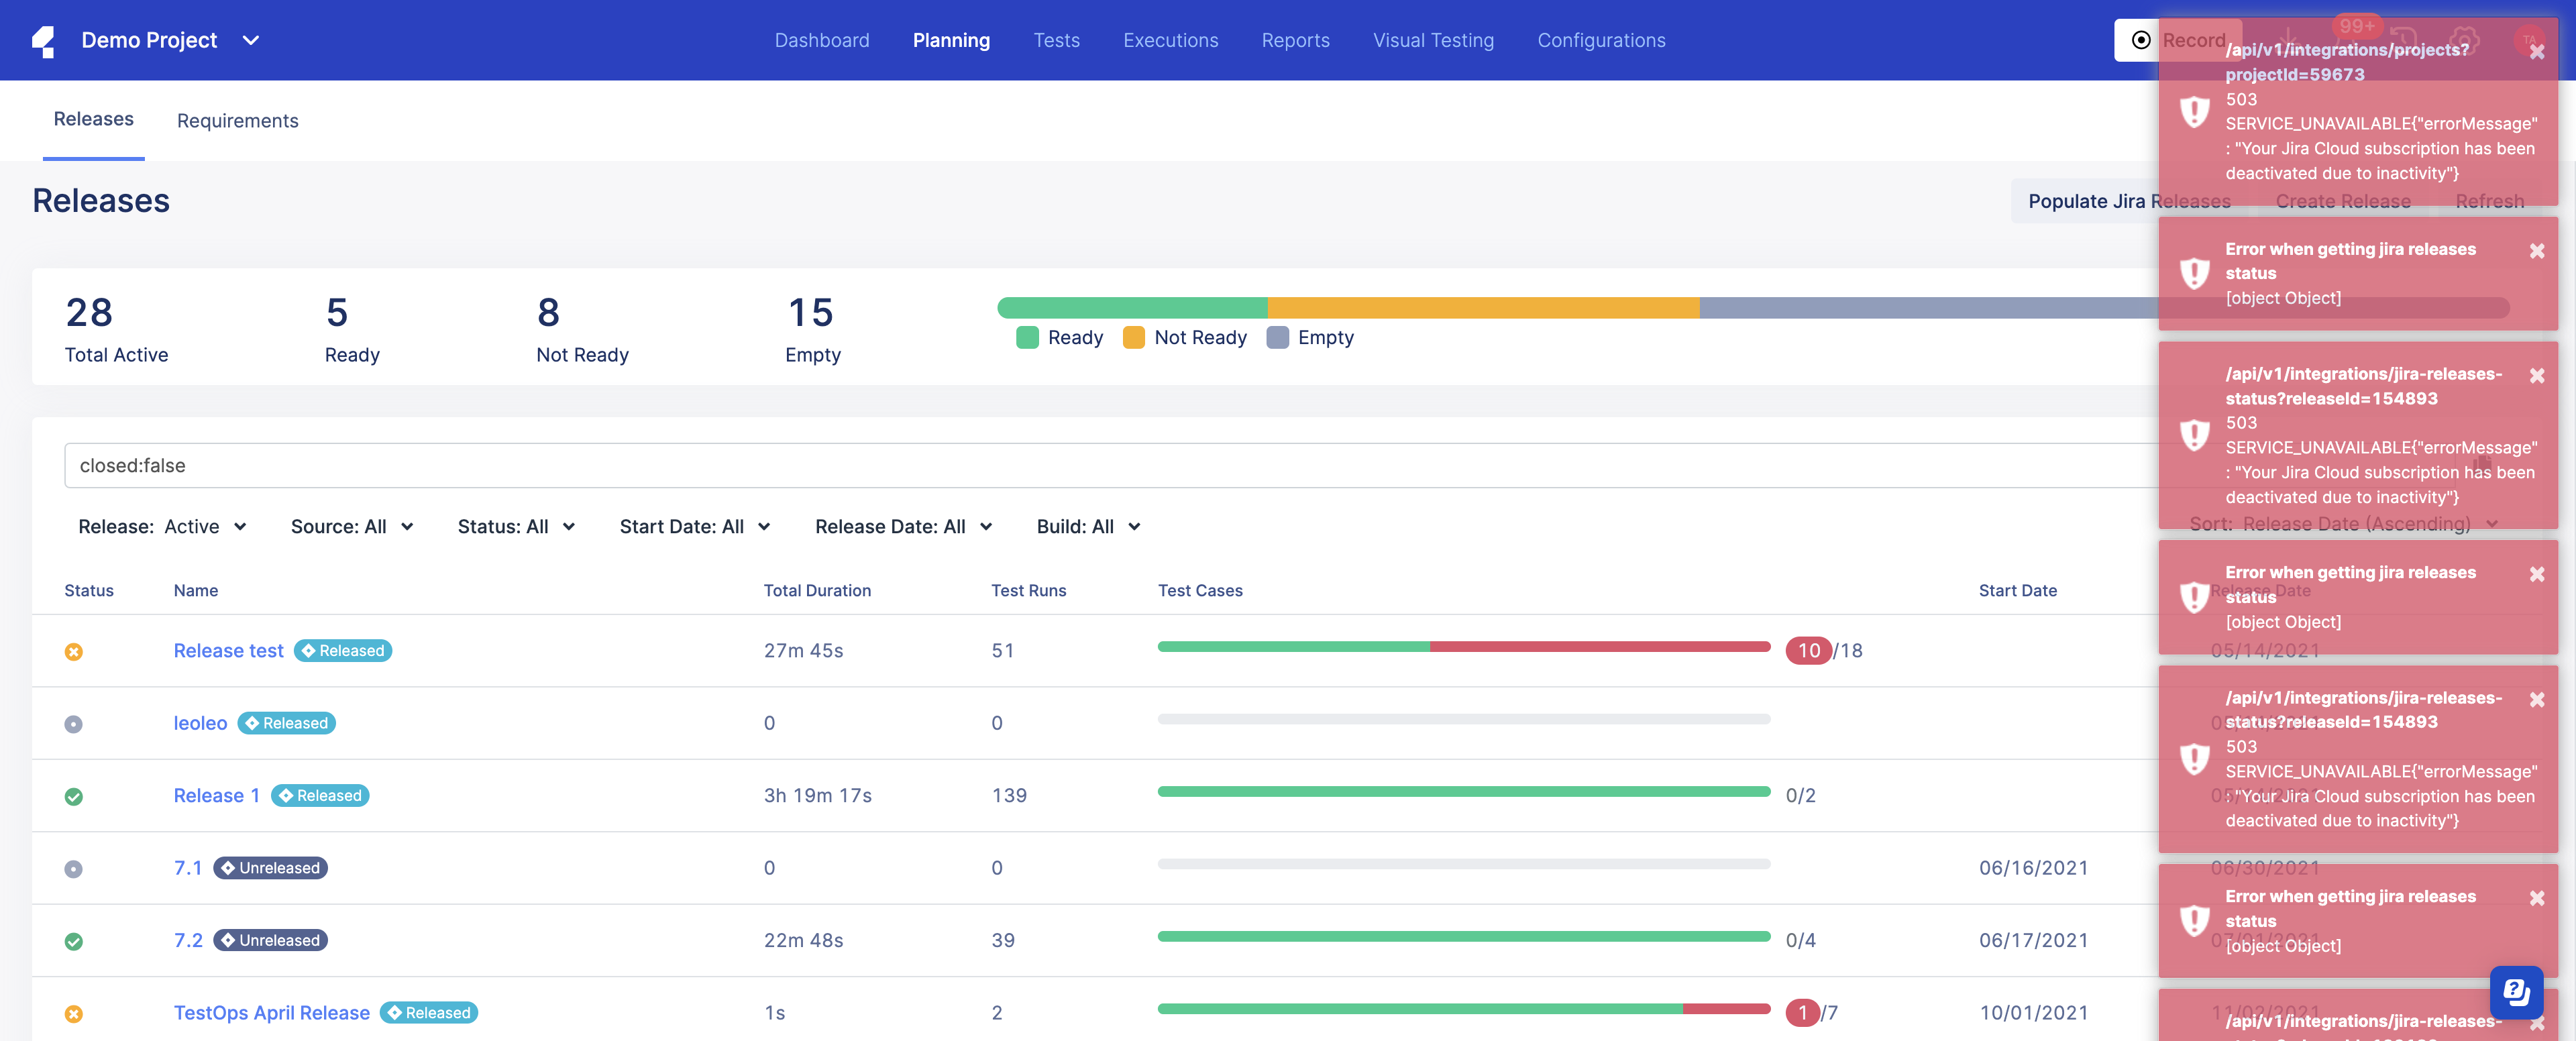 Demo Project
Dashboard
Planning
Tests
Executions
Reports
Visual Testing
Configurations
Record
99+
TA
Releases
Requirements
Releases
Populate Jira Releases
Create Release
Refresh
28
Total Active
5
Ready
8
Not Ready
15
Empty
Ready
Not Ready
Empty
closed:false
Release: Active
Source: All
Status: All
Start Date: All
Release Date: All
Build: All
Sort: Release Date (Ascending)
Status
Name
Total Duration
Test Runs
Test Cases
Start Date
Release Date
Release test
Released
27m 45s
51
10/18
05/14/2021
leoleo
Released
0
0
Release 1
Released
3h 19m 17s
139
0/2
7.1
Unreleased
0
0
06/16/2021
06/30/2021
7.2
Unreleased
22m 48s
39
0/4
06/17/2021
07/01/2021
TestOps April Release
Released
1s
2
1/7
10/01/2021
11/02/2021
/api/v1/integrations/projects?
projectId=59673
503
SERVICE_UNAVAILABLE{"errorMessage"
: "Your Jira Cloud subscription has been
deactivated due to inactivity"}
Error when getting jira releases
status
[object Object]
/api/v1/integrations/jira-releases-
status?releaseId=154893
503
SERVICE_UNAVAILABLE{"errorMessage"
: "Your Jira Cloud subscription has been
deactivated due to inactivity"}
Error when getting jira releases
status
[object Object]
/api/v1/integrations/jira-releases-
status?releaseId=154893
503
SERVICE_UNAVAILABLE{"errorMessage"
: "Your Jira Cloud subscription has been
deactivated due to inactivity"}
Error when getting jira releases
status
[object Object]
/api/v1/integrations/jira-releases-